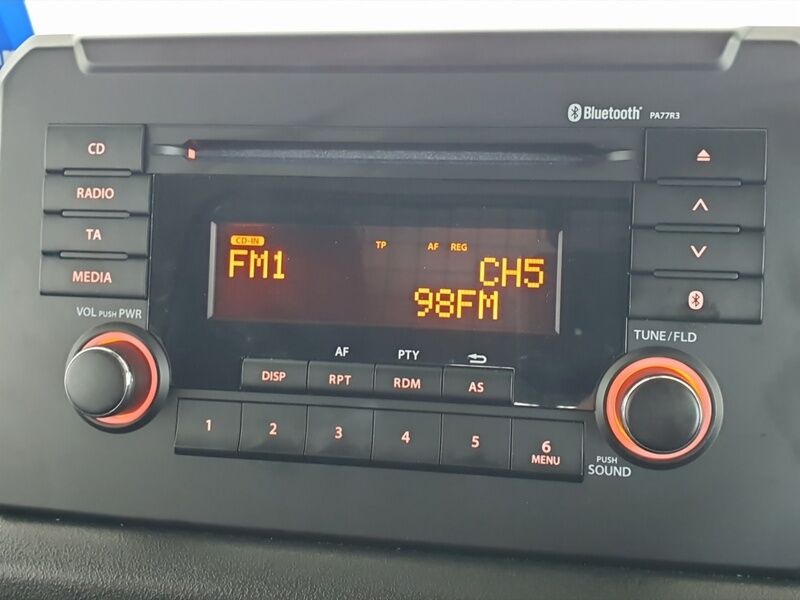 Bluetooth® PA77R3
CD
RADIO
TA
MEDIA
CD-IN TP AF REG
FM1 CH5
98FM
VOL PUSH PWR
TUNE/FLD
AF PTY
DISP RPT RDM AS
1 2 3 4 5 6
MENU
PUSH
SOUND